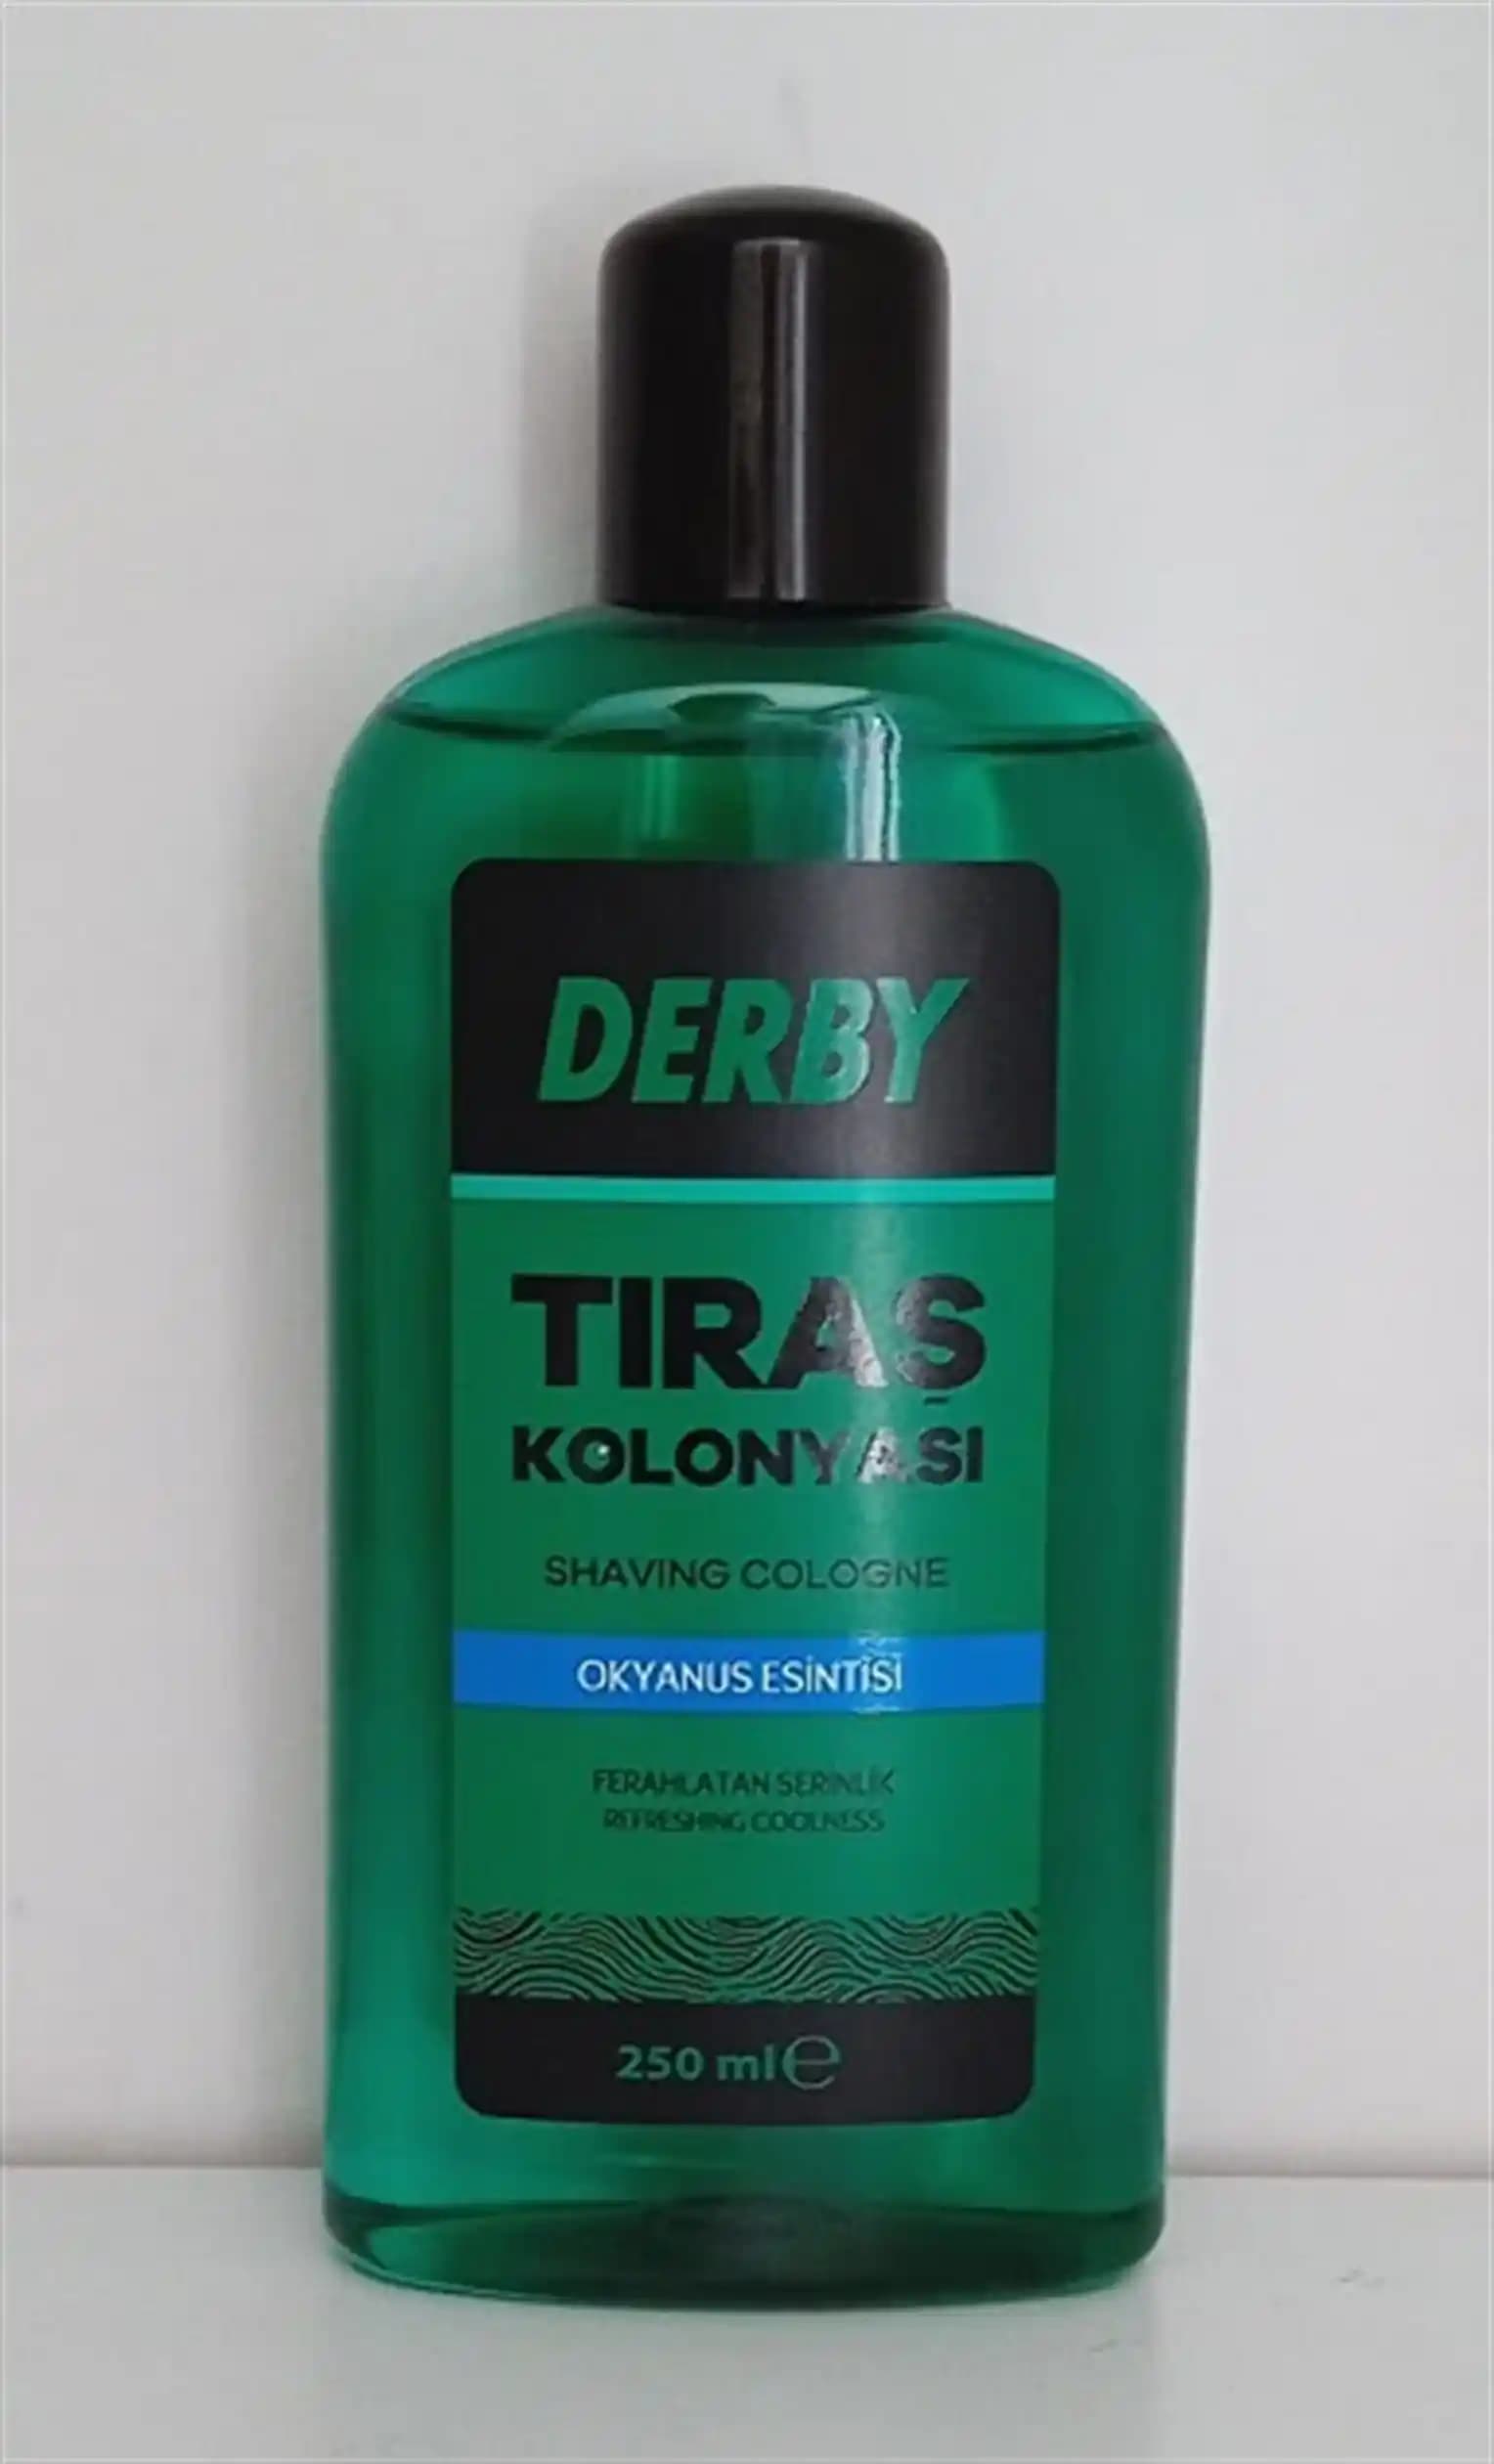 DERBY
TIRAŞ
KOLONYASI
SHAVING COLOGNE
OKYANUS ESİNTİSİ
FERAHLATAN SERİNLİK
REFRESHING COOLNESS
250 ml ℮